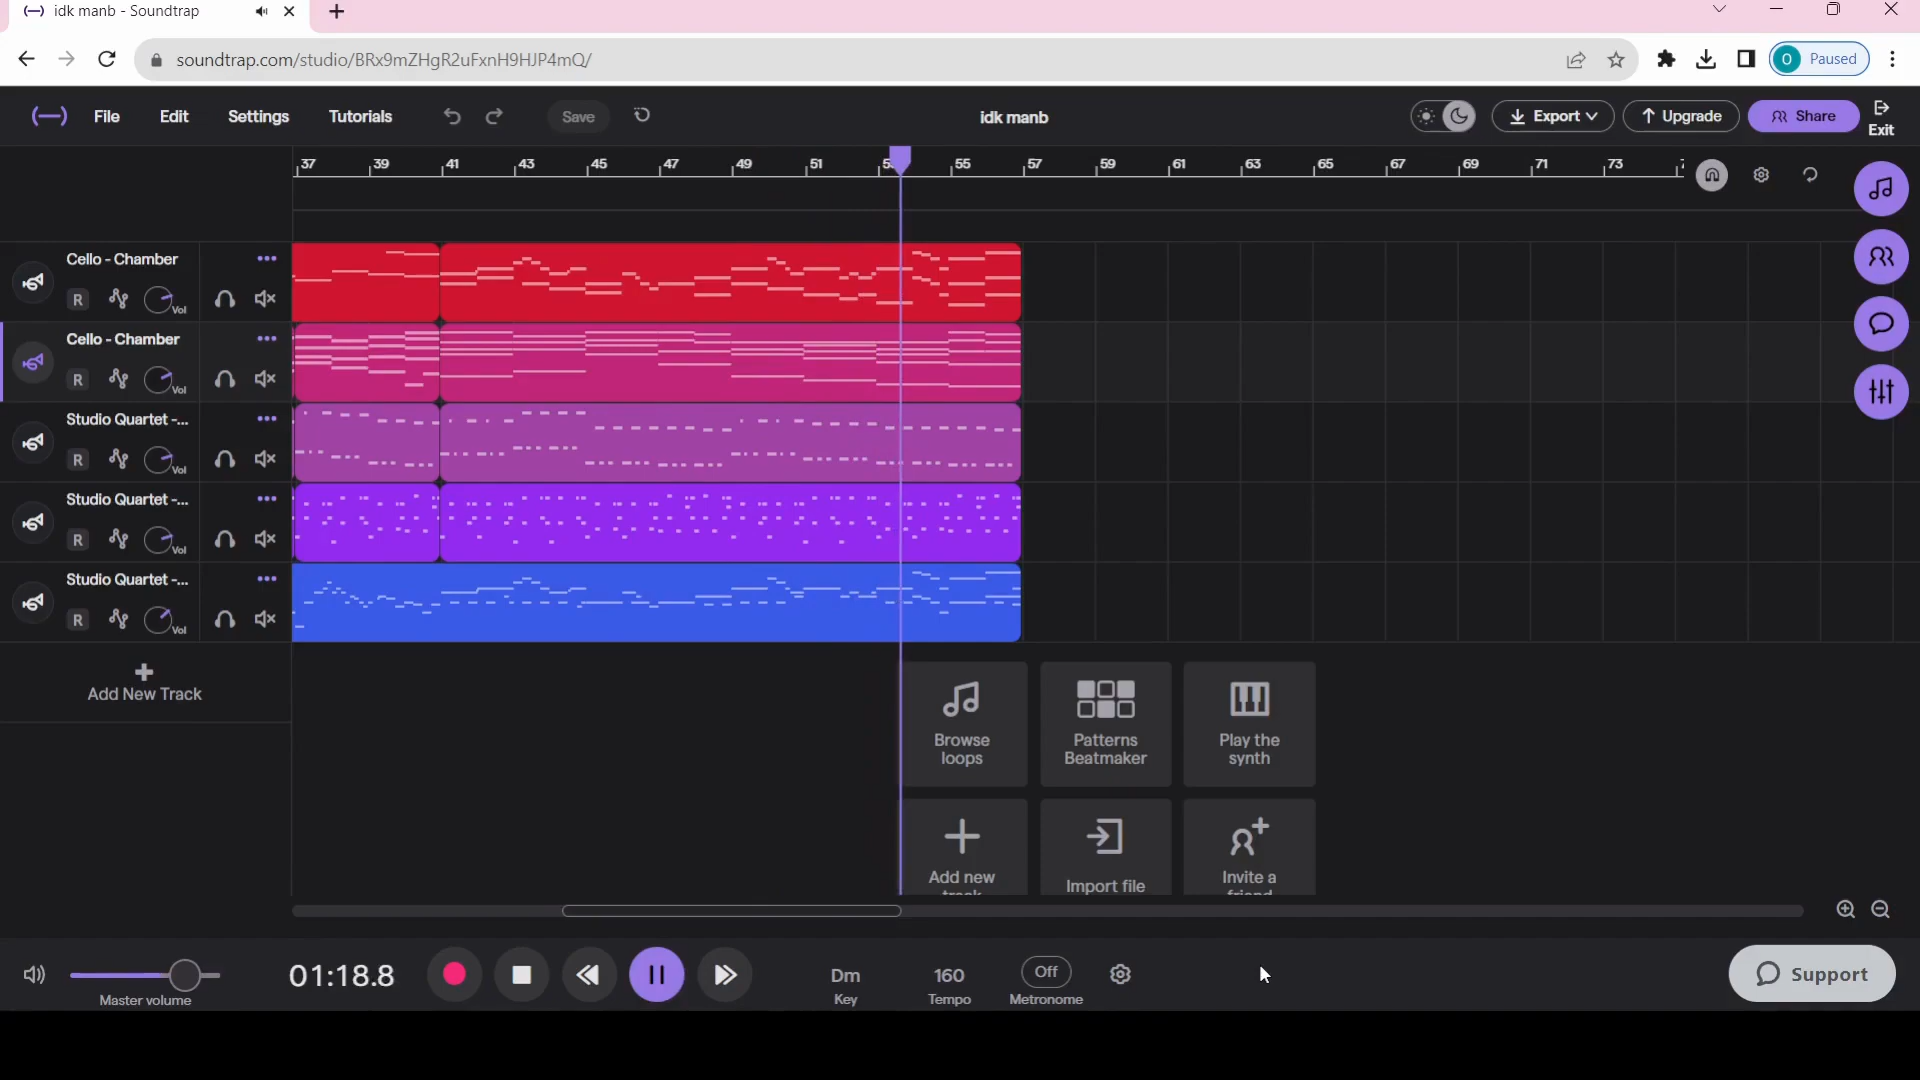 idk manb - Soundtrap
soundtrap.com/studio/BRx9mZHgR2uFxnH9HJP4mQ/
O Paused
File Edit Settings Tutorials Save idk manb Export Upgrade Share Exit
37 39 41 43 45 47 49 51 55 57 59 61 63 65 67 69 71 73
Cello - Chamber
R Vol
Cello - Chamber
R Vol
Studio Quartet -...
R Vol
Studio Quartet -...
R Vol
Studio Quartet -...
R Vol
Add New Track
Browse
loops
Patterns
Beatmaker
Play the
synth
Add new
track
Import file
Invite a
friend
Master volume
01:18.8
Dm
Key
160
Tempo
Off
Metronome
Support